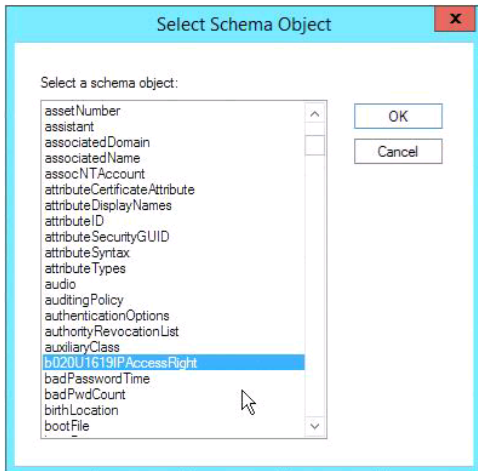 Select Schema Object
x
Select a schema object:
assetNumber
assistant
associatedDomain
associatedName
assocNTAccount
attributeCertificateAttribute
attributeDisplayNames
attributeID
attributeSecurityGUID
attributeSyntax
attributeTypes
audio
auditingPolicy
authenticationOptions
authorityRevocationList
auxiliaryClass
b020U1619IPAccessRight
badPasswordTime
badPwdCount
birthLocation
bootFile
OK
Cancel